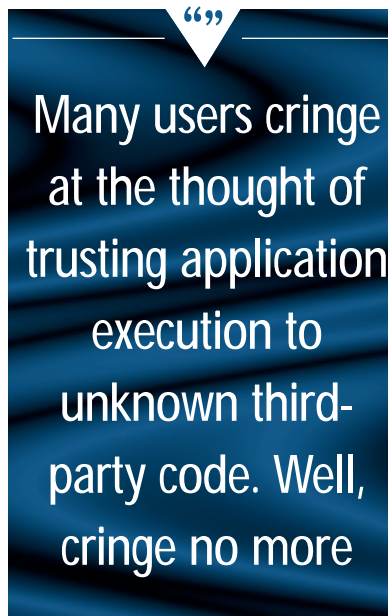 “”
Many users cringe
at the thought of
trusting application
execution to
unknown third-
party code. Well,
cringe no more